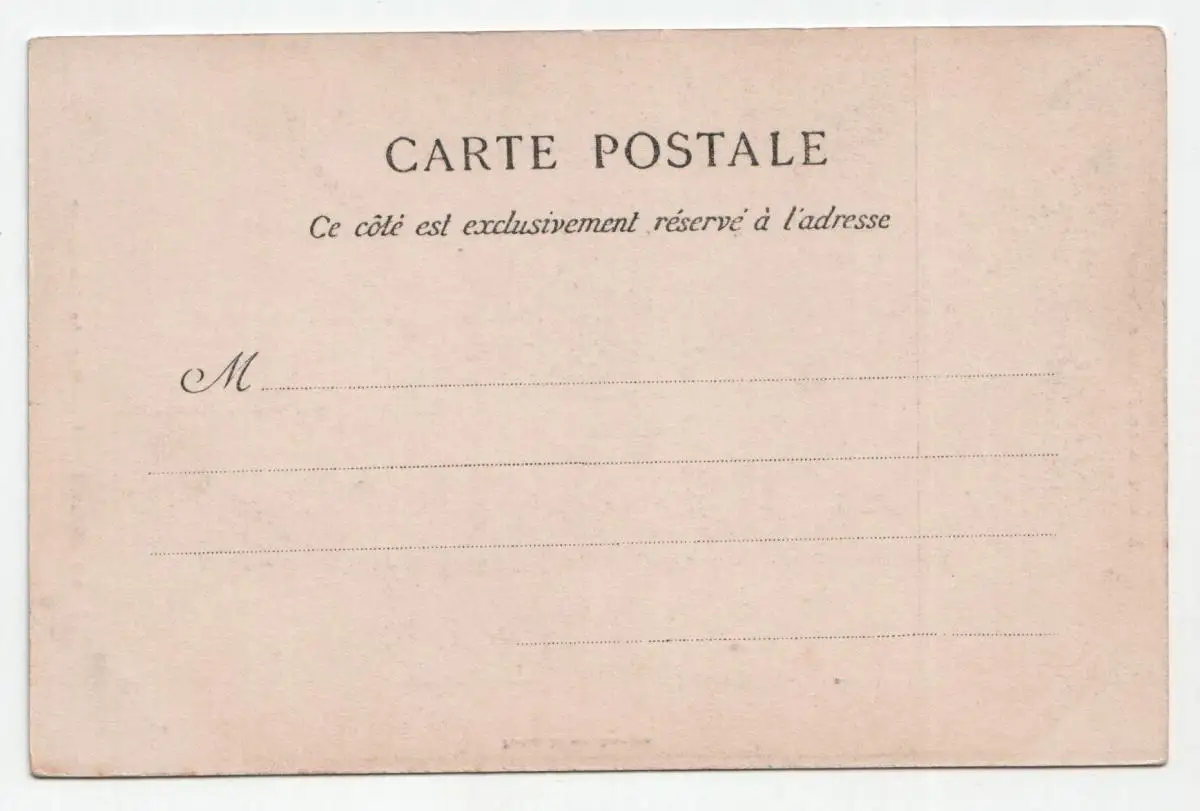 CARTE POSTALE
Ce côté est exclusivement réservé à l'adresse
M